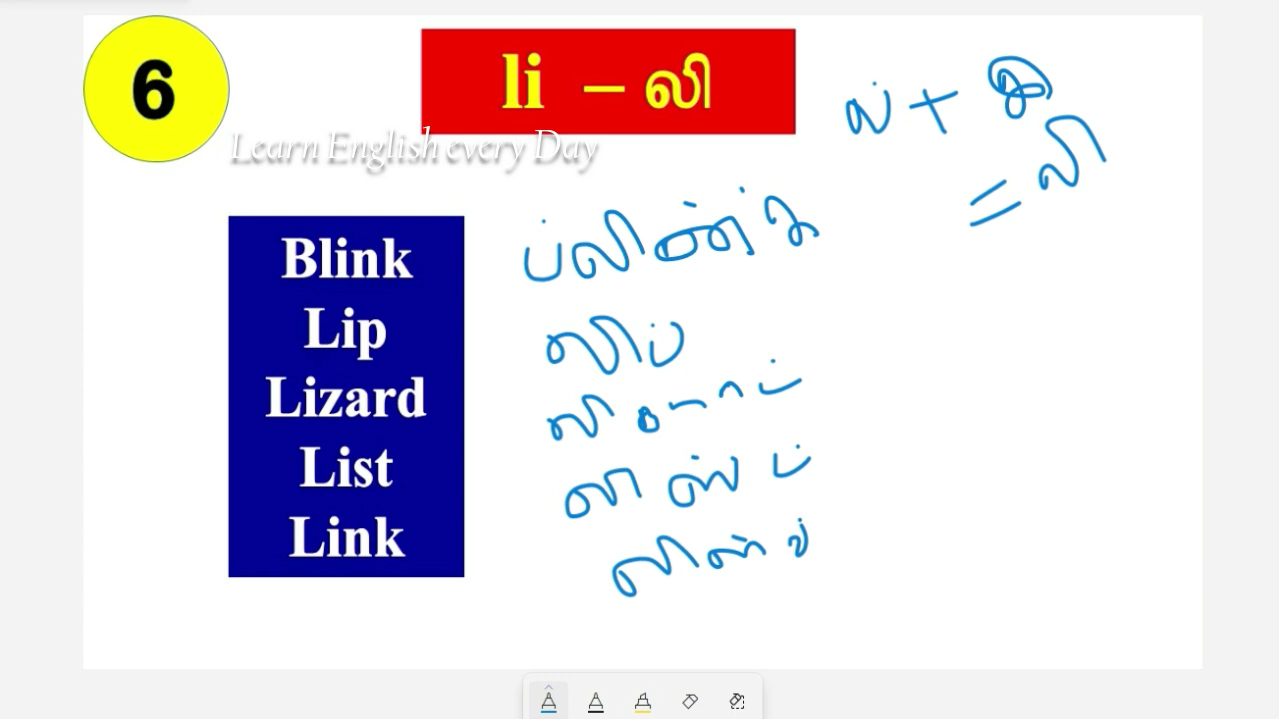 6
li – லி
ல் + இ
= லி
Learn English every Day
Blink ப்லின்க்
Lip லிப்
Lizard
List லிஸ்ட்
Link லின்க்